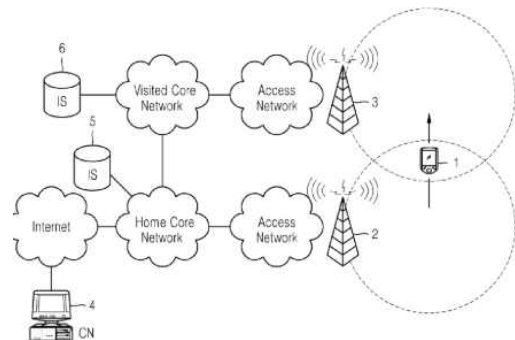 6
IS
Visited Core
Network
Access
Network
3
5
IS
1
Internet
Home Core
Network
Access
Network
2
4
CN